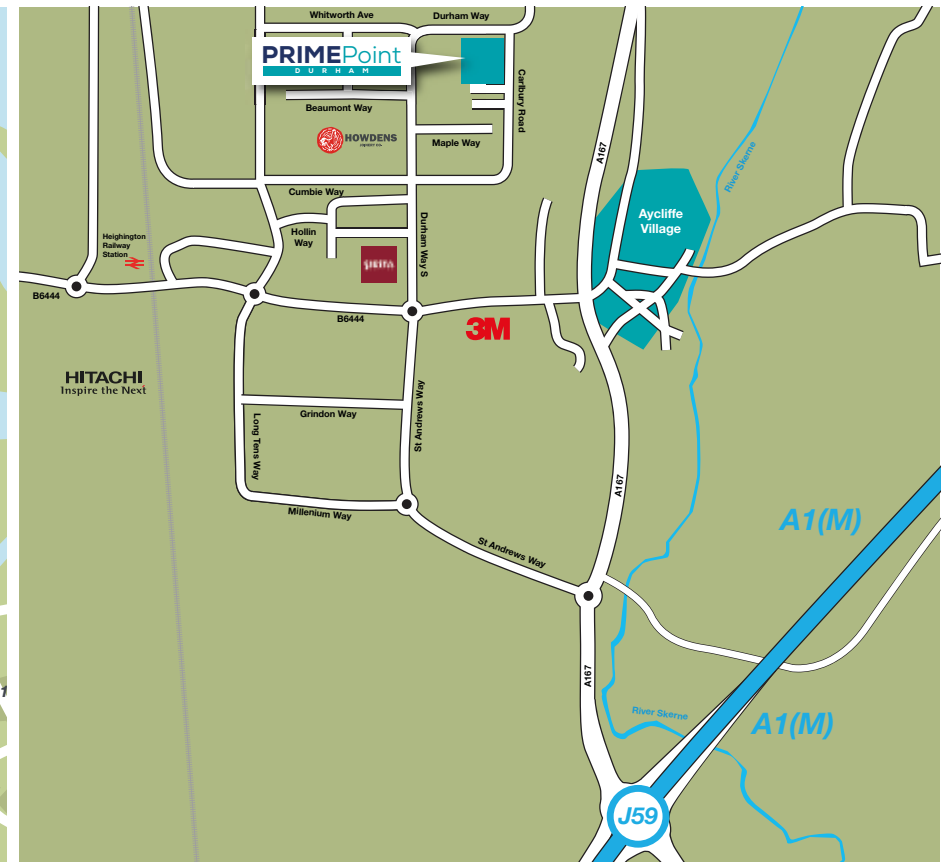 Whitworth Ave
Durham Way
PRIMEPoint
DURHAM
Beaumont Way
Carlbury Road
HOWDENS
Maple Way
A167
River Skerne
Cumbie Way
Aycliffe
Village
Hollin
Way
Durham Way S
Heighington
Railway
Station
B6444
B6444
3M
HITACHI
Inspire the Next
Grindon Way
Long Tens Way
St Andrews Way
A167
Millenium Way
A1(M)
St Andrews Way
A167
River Skerne
A1(M)
J59
1